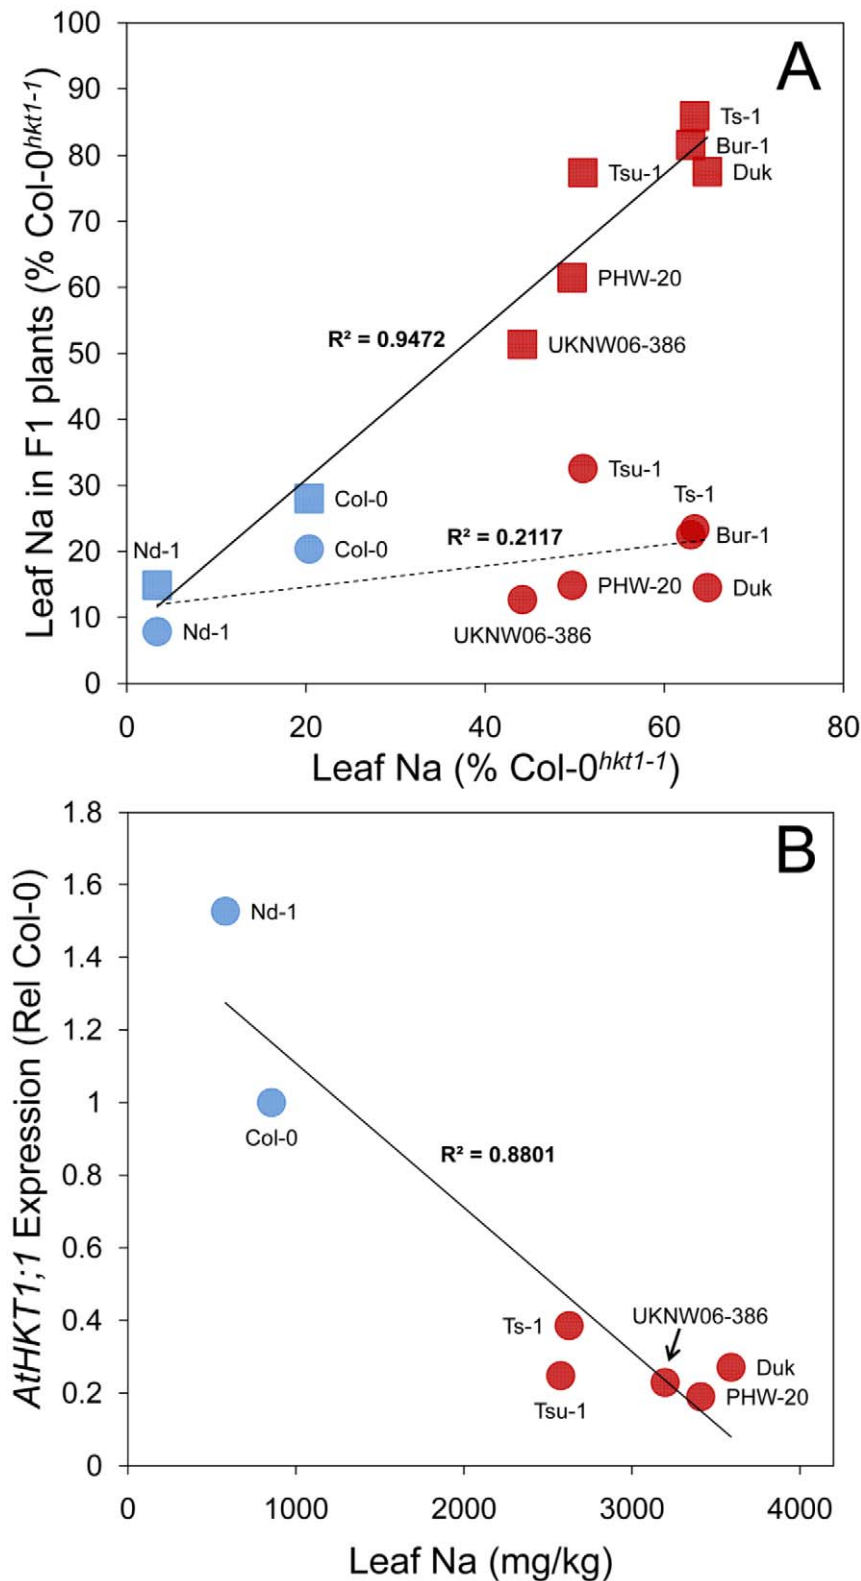 A
Leaf Na in F1 plants (% Col-0hkt1-1)
100
90
80
70
60
50
40
30
20
10
0
Ts-1
Bur-1
Tsu-1
Duk
PHW-20
R² = 0.9472
UKNW06-386
Tsu-1
Ts-1
Col-0
R² = 0.2117
Bur-1
Col-0
Nd-1
PHW-20
Duk
Nd-1
UKNW06-386
0 20 40 60 80
Leaf Na (% Col-0hkt1-1)
B
AtHKT1;1 Expression (Rel Col-0)
1.8
1.6
1.4
1.2
1
0.8
0.6
0.4
0.2
0
Nd-1
Col-0
R² = 0.8801
UKNW06-386
Ts-1
Duk
PHW-20
Tsu-1
0 1000 2000 3000 4000
Leaf Na (mg/kg)